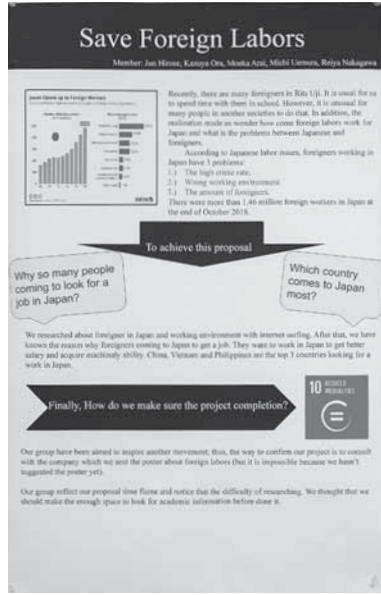 Save Foreign Labors
Member: Jun Hirose, Kazuya Ora, Moeka Arai, Michi Uemura, Reiya Nakagawa
Japan Opens up to Foreign Workers
Recently, there are many foreigners in Rits Uji. It is usual for us
to spend time with them in school. However, it is unusual for
many people in another societies to do that. In addition, the
realization made us wonder how come foreign labors work for
Japan and what is the problems between Japanese and
foreigners.
According to Japanese labor issues, foreigners working in
Japan have 3 problems:
1.) The high crime rate.
2.) Wrong working environment
3.) The amount of foreigners.
There were more than 1.46 million foreign workers in Japan at
the end of October 2018.
To achieve this proposal
Why so many people
coming to look for a
job in Japan?
Which country
comes to Japan
most?
We researched about foreigner in Japan and working environment with internet surfing. After that, we have
known the reason why foreigners coming to Japan to get a job. They want to work in Japan to get better
salary and acquire machinaly ability. China, Vietnam and Philippines are the top 3 countries looking for a
work in Japan.
Finally, How do we make sure the project completion?
10 REDUCED
INEQUALITIES
Our group have been aimed to inspire another movement; thus, the way to confirm our project is to consult
with the company which we sent the poster about foreign labors (but it is impossible because we hasn't
suggested the poster yet).
Our group reflect our proposal time flame and notice that the difficulty of researching. We thought that we
should make the enough space to look for academic information before done it.